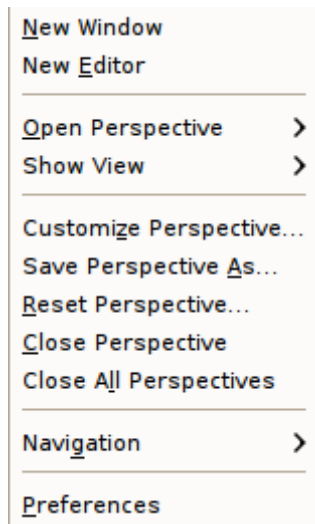 New Window
New Editor
Open Perspective
Show View
Customize Perspective...
Save Perspective As...
Reset Perspective...
Close Perspective
Close All Perspectives
Navigation
Preferences